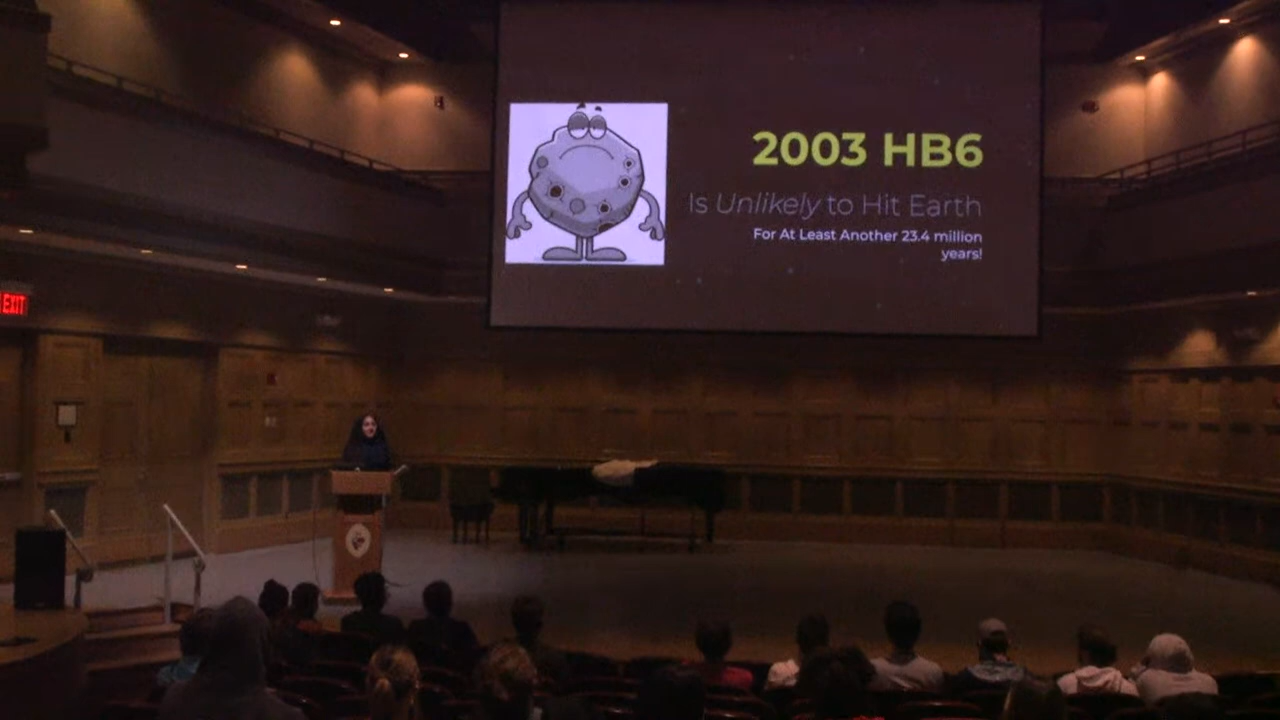 2003 HB6
Is Unlikely to Hit Earth
For At Least Another 23.4 million
years!
EXIT